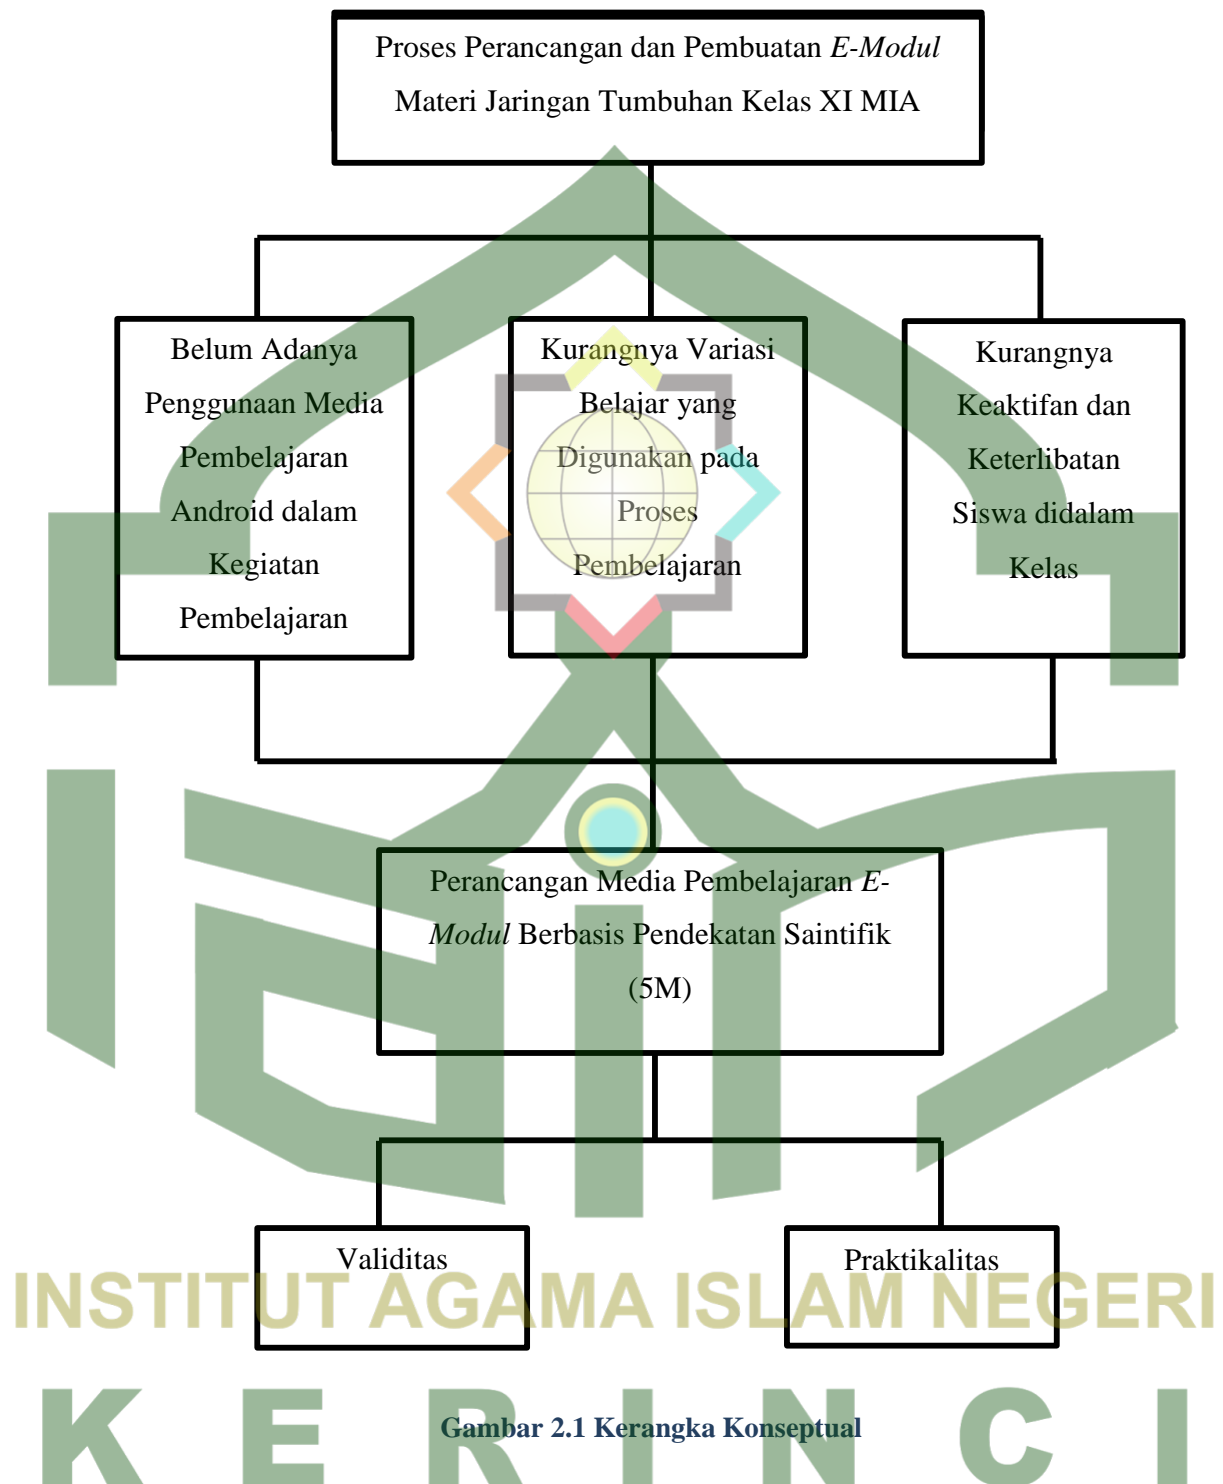 Proses Perancangan dan Pembuatan E-Modul
Materi Jaringan Tumbuhan Kelas XI MIA
Belum Adanya
Penggunaan Media
Pembelajaran
Android dalam
Kegiatan
Pembelajaran
Kurangnya Variasi
Belajar yang
Digunakan pada
Proses
Pembelajaran
Kurangnya
Keaktifan dan
Keterlibatan
Siswa didalam
Kelas
Perancangan Media Pembelajaran E-
Modul Berbasis Pendekatan Saintifik
(5M)
Validitas
Praktikalitas
INSTITUT AGAMA ISLAM NEGERI
KERINCI
Gambar 2.1 Kerangka Konseptual